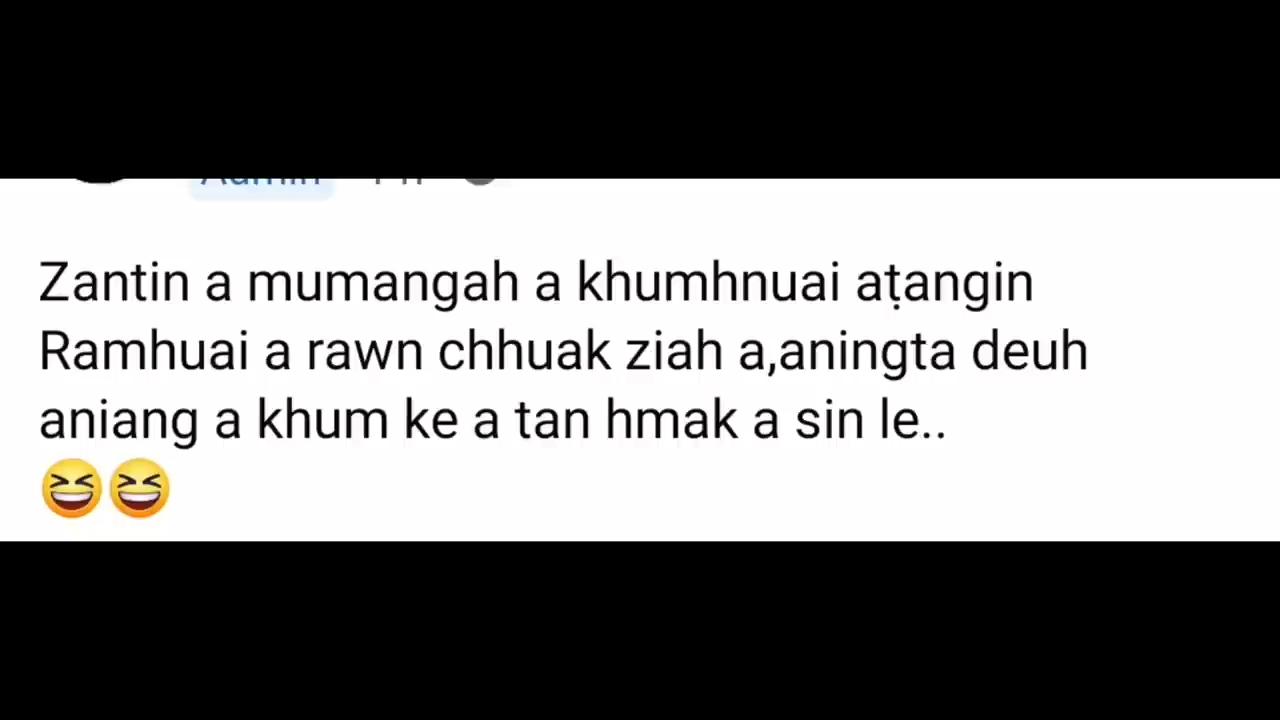 Zantin a mumangah a khumhnuai aṭangin
Ramhuai a rawn chhuak ziah a,aningta deuh
aniang a khum ke a tan hmak a sin le..
😆😆